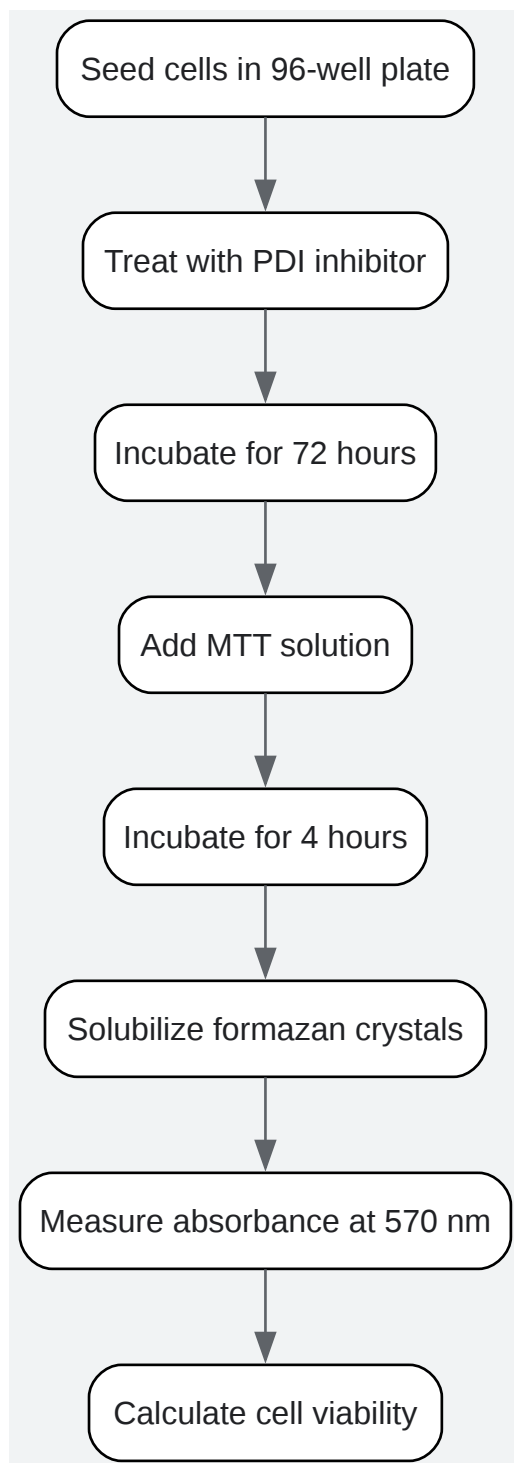 Seed cells in 96-well plate
Treat with PDI inhibitor
Incubate for 72 hours
Add MTT solution
Incubate for 4 hours
Solubilize formazan crystals
Measure absorbance at 570 nm
Calculate cell viability